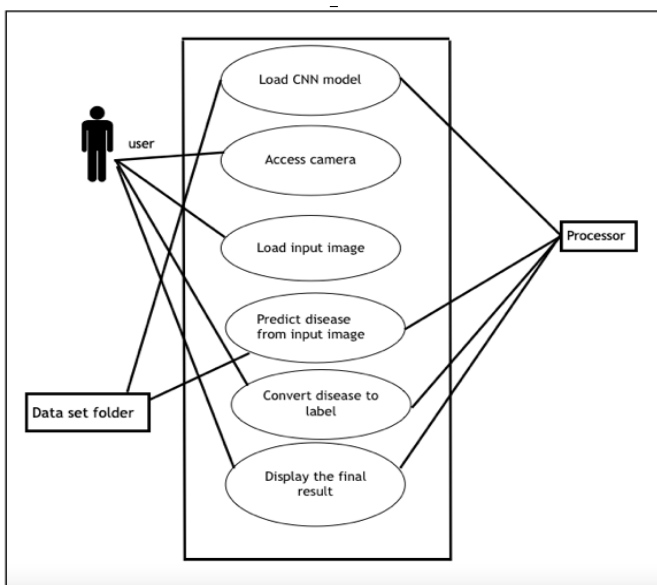 Load CNN model
user
Access camera
Load input image
Processor
Predict disease
from input image
Convert disease to
label
Data set folder
Display the final
result